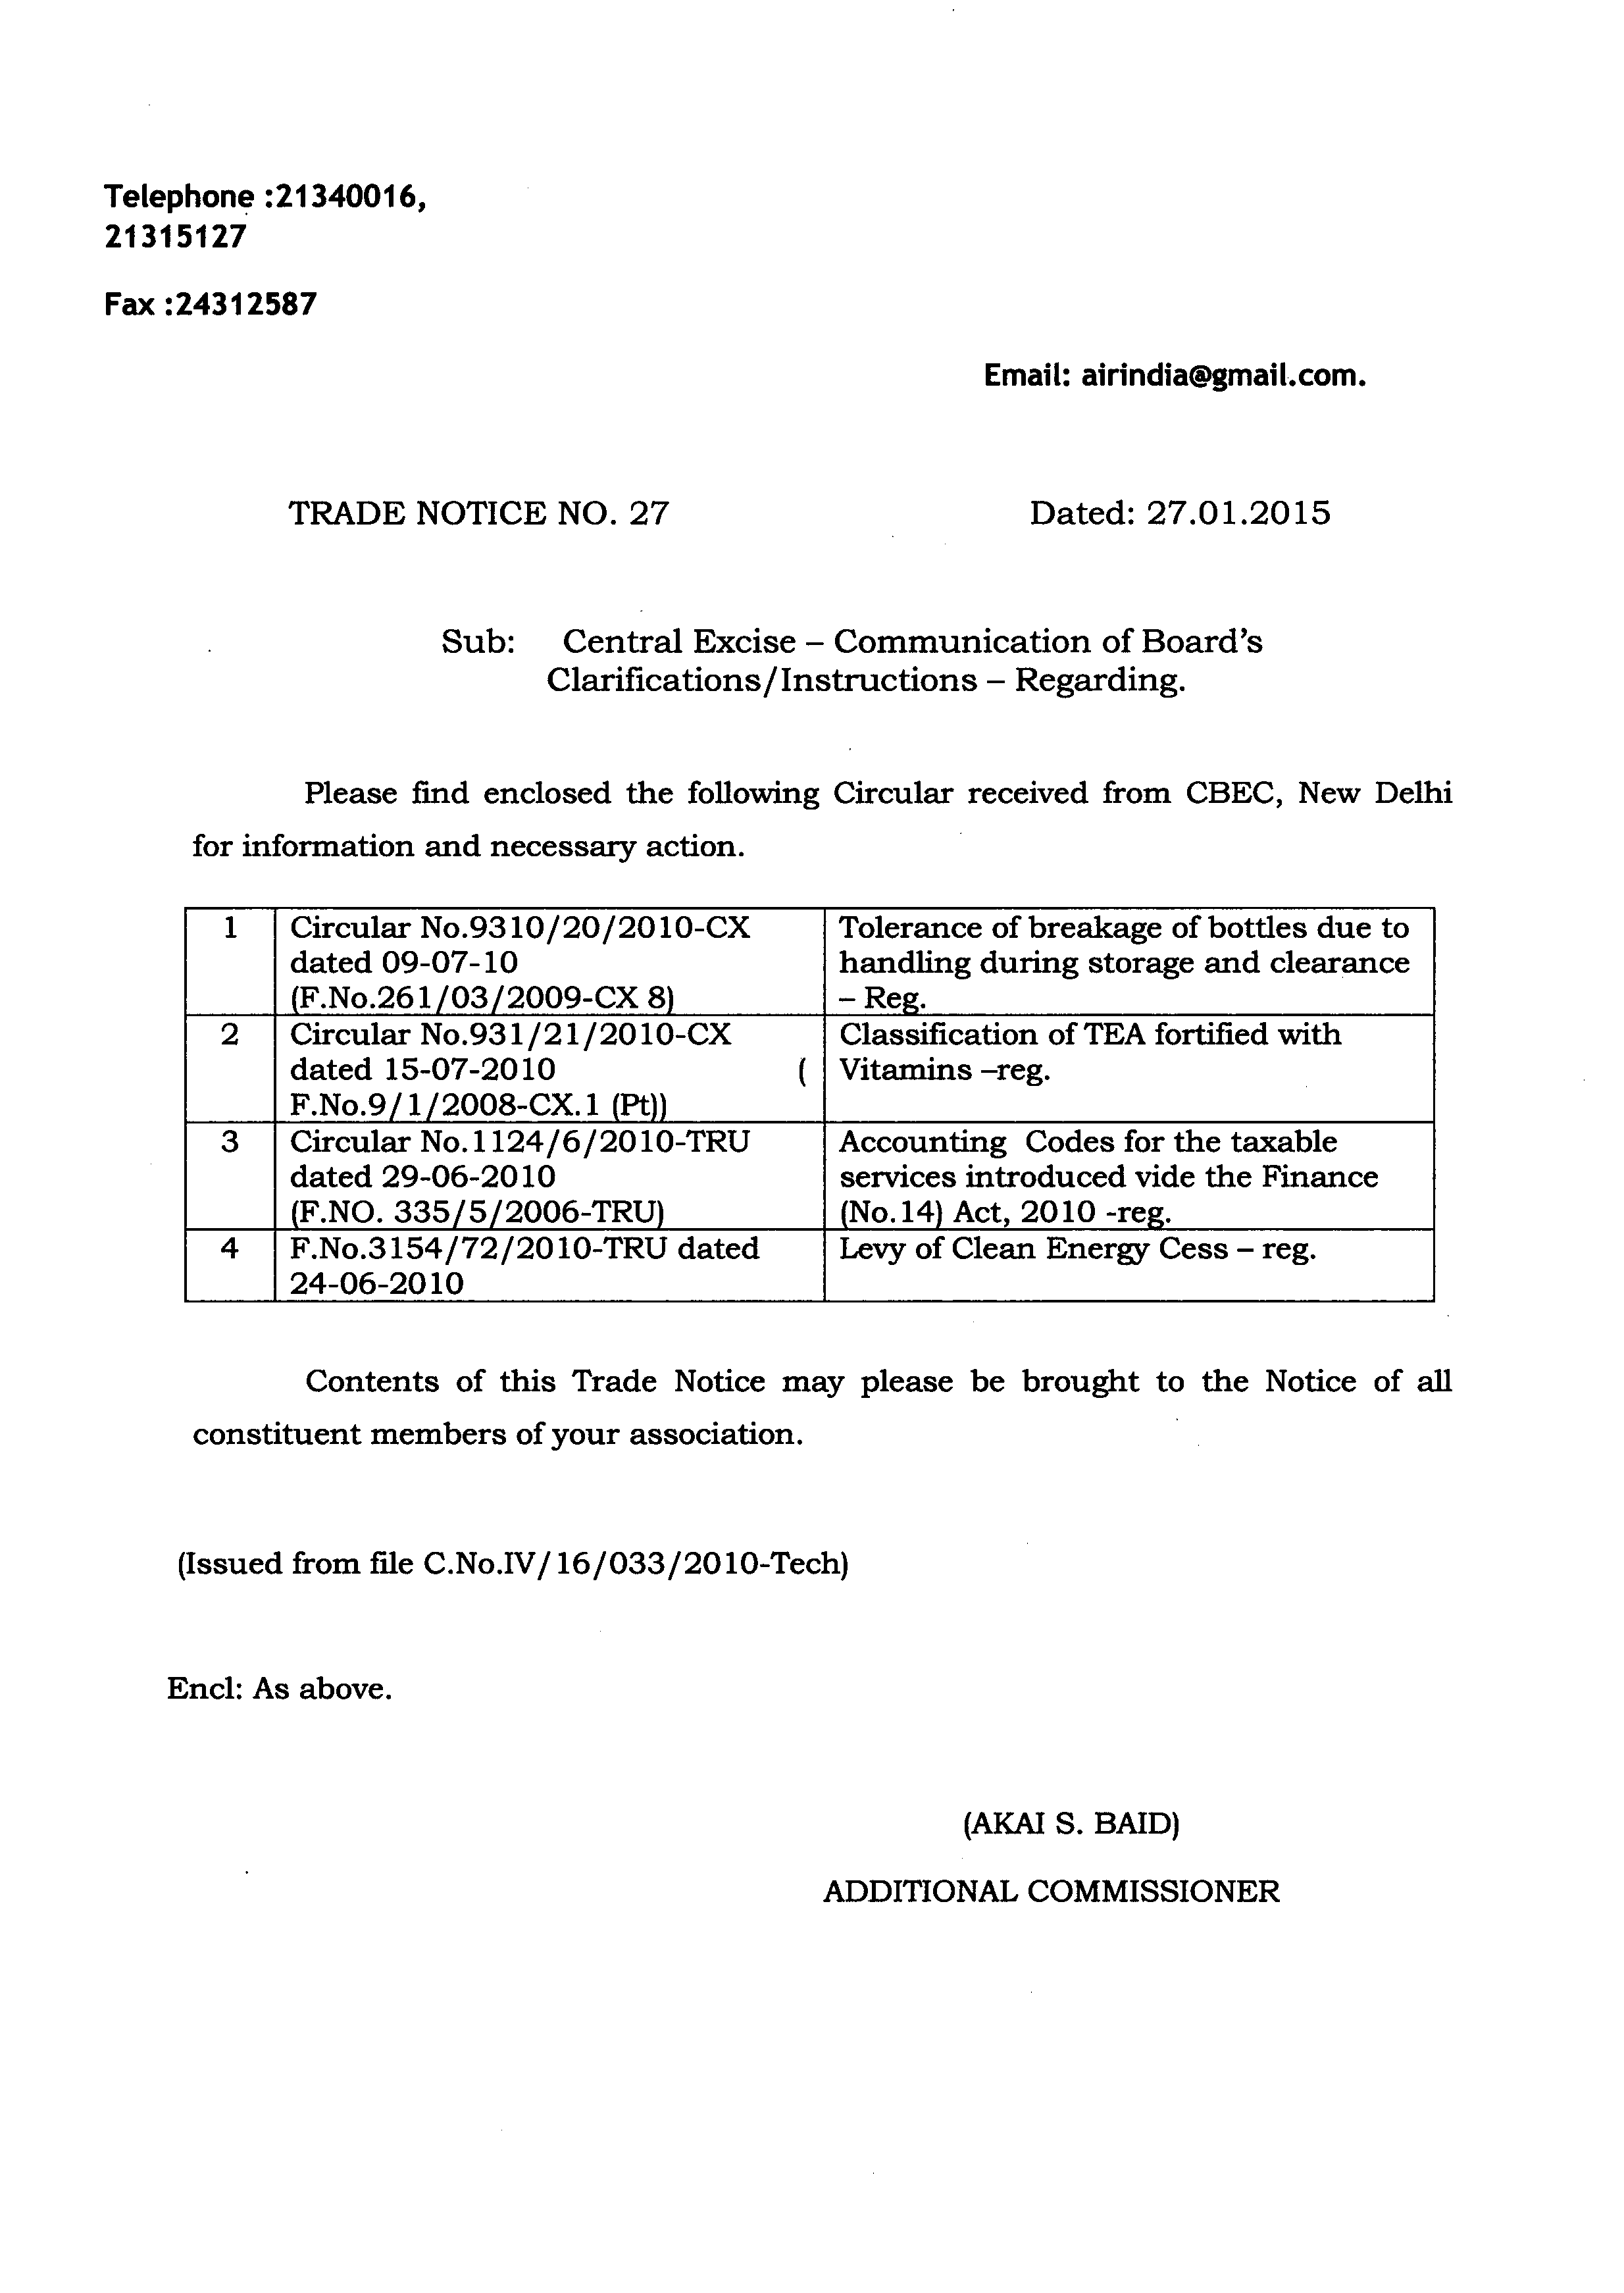 Telephone :21340016,
21315127
Fax :24312587
Email: airindia@gmail.com.
TRADE NOTICE NO. 27 Dated: 27.01.2015
Sub: Central Excise – Communication of Board's
Clarifications/Instructions – Regarding.
Please find enclosed the following Circular received from CBEC, New Delhi
for information and necessary action.
1 Circular No.9310/20/2010-CX Tolerance of breakage of bottles due to
dated 09-07-10 handling during storage and clearance
(F.No.261/03/2009-CX 8) – Reg.
2 Circular No.931/21/2010-CX Classification of TEA fortified with
dated 15-07-2010 ( Vitamins –reg.
F.No.9/1/2008-CX.1 (Pt))
3 Circular No.1124/6/2010-TRU Accounting Codes for the taxable
dated 29-06-2010 services introduced vide the Finance
(F.NO. 335/5/2006-TRU) (No.14) Act, 2010 -reg.
4 F.No.3154/72/2010-TRU dated Levy of Clean Energy Cess – reg.
24-06-2010
Contents of this Trade Notice may please be brought to the Notice of all
constituent members of your association.
(Issued from file C.No.IV/16/033/2010-Tech)
Encl: As above.
(AKAI S. BAID)
ADDITIONAL COMMISSIONER